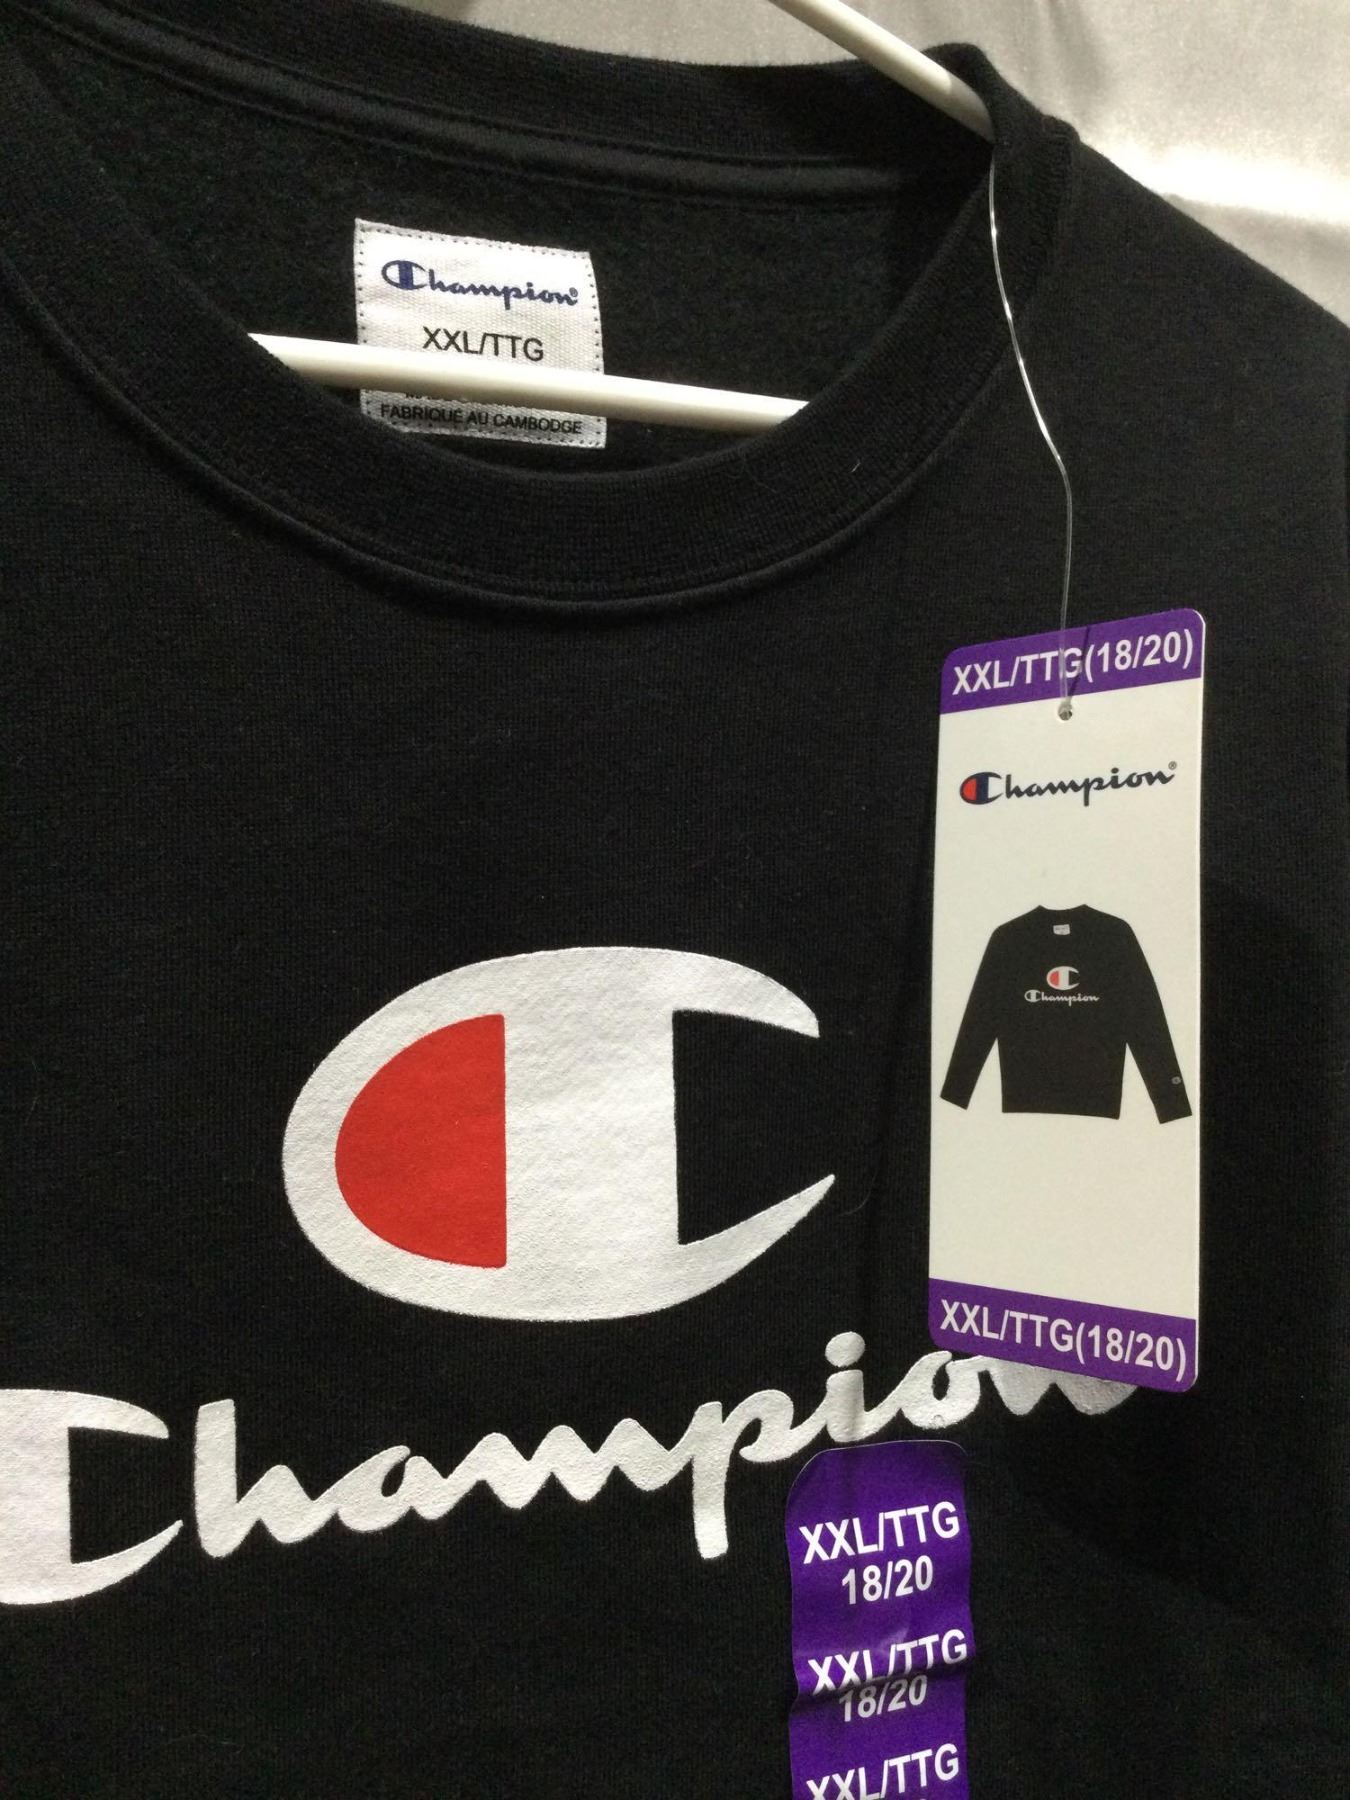 Champion
XXL/TTG
FABRIQUÉ AU CAMBODGE
XXL/TTG(18/20)
Champion
Champion
XXL/TTG(18/20)
Champion
XXL/TTG
18/20
XXL/TTG
18/20
XXL/TTG